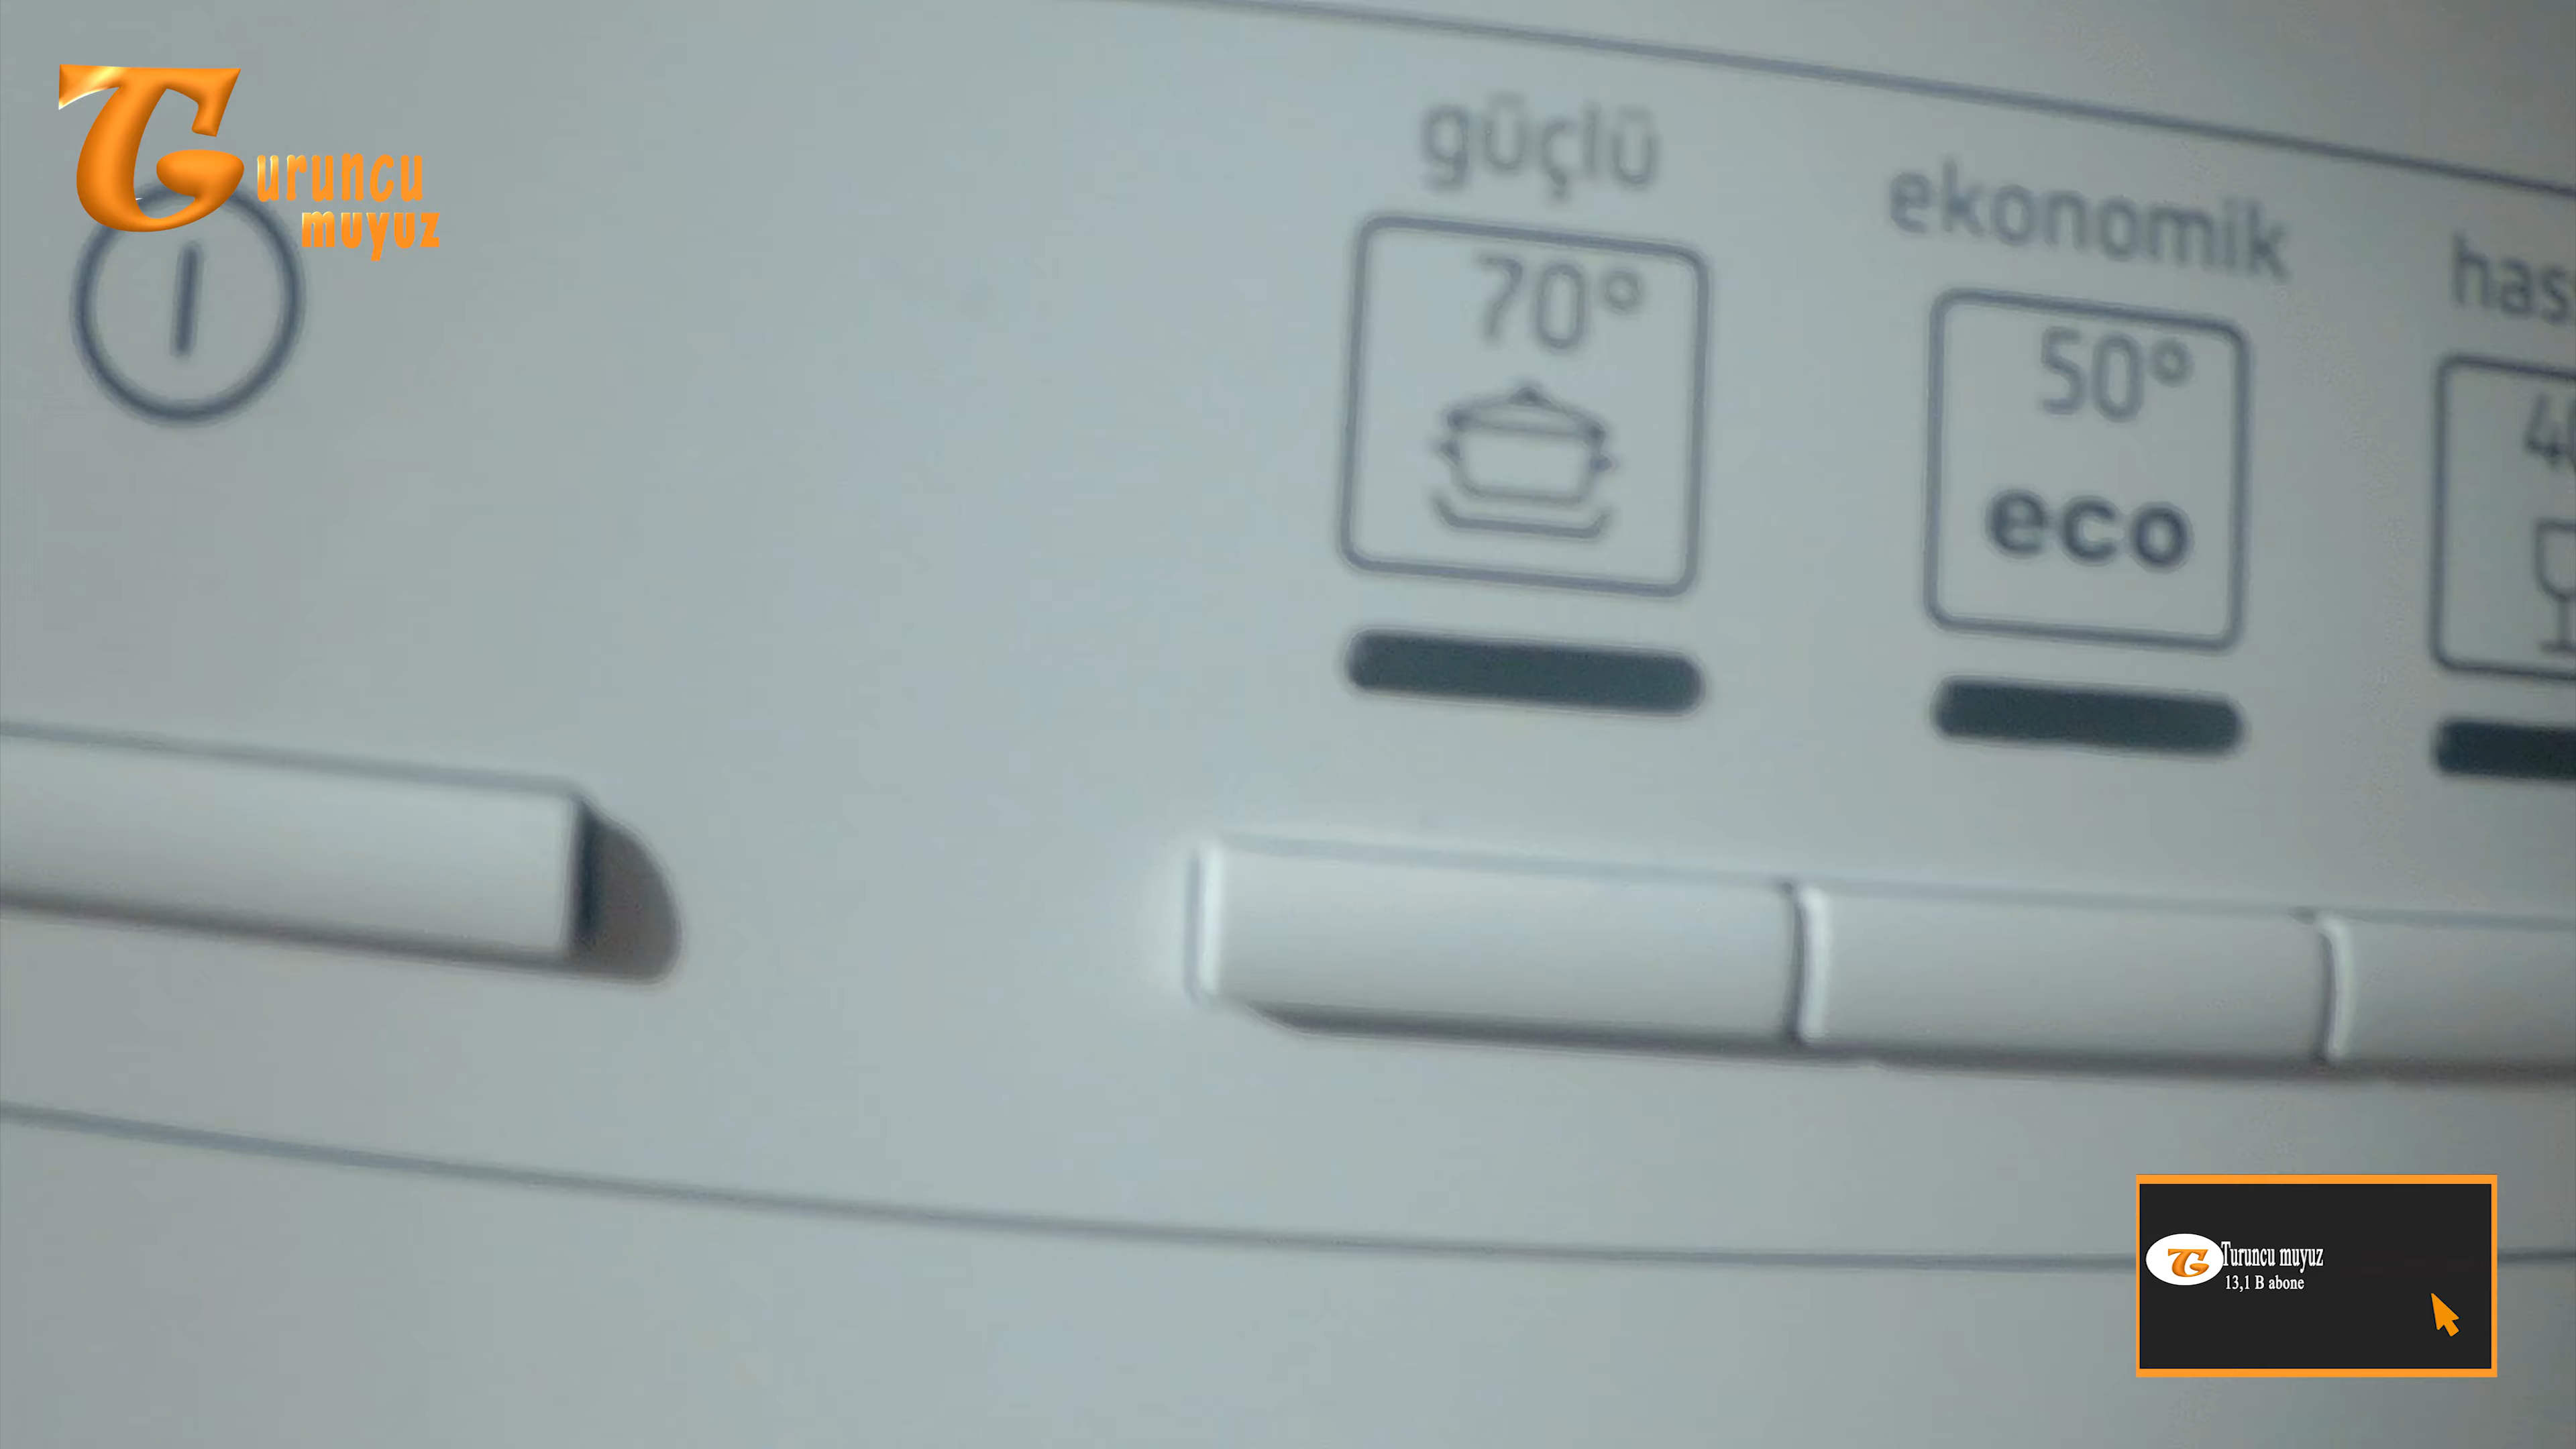 Turuncu
muyuz
güçlü
70°
ekonomik
50°
eco
Turuncu muyuz
13,1 B abone